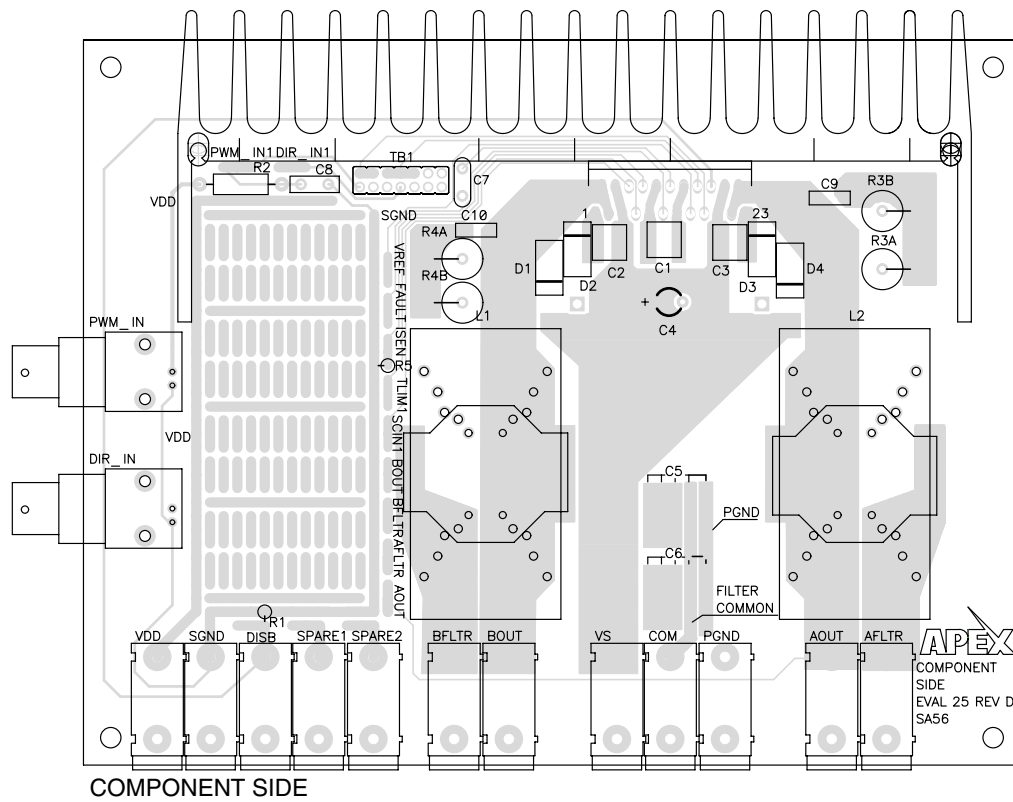 PWM_IN1 DIR_IN1
TB1
R2
C8
C7
VDD
SGND
C10
C9
R3B
R4A
1
23
R3A
R4B
D1
D2
C2
C1
C3
D3
D4
+
C4
L1
L2
PWM_IN
R5
VREF FAULT ISEN TLIM1 SCIN1 BOUT BFLTR AFLTR AOUT
VDD
DIR_IN
C5
PGND
C6
FILTER
COMMON
R1
VDD
SGND
DISB
SPARE1
SPARE2
BFLTR
BOUT
VS
COM
PGND
AOUT
AFLTR
APEX
COMPONENT
SIDE
EVAL 25 REV D
SA56
COMPONENT SIDE